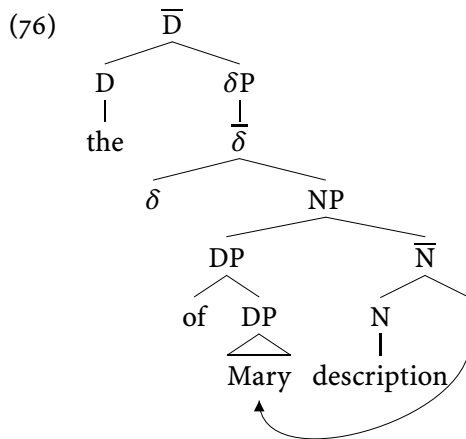 (76) D̅
D δP
the δ̅
δ NP
DP N̅
of DP N
Mary description